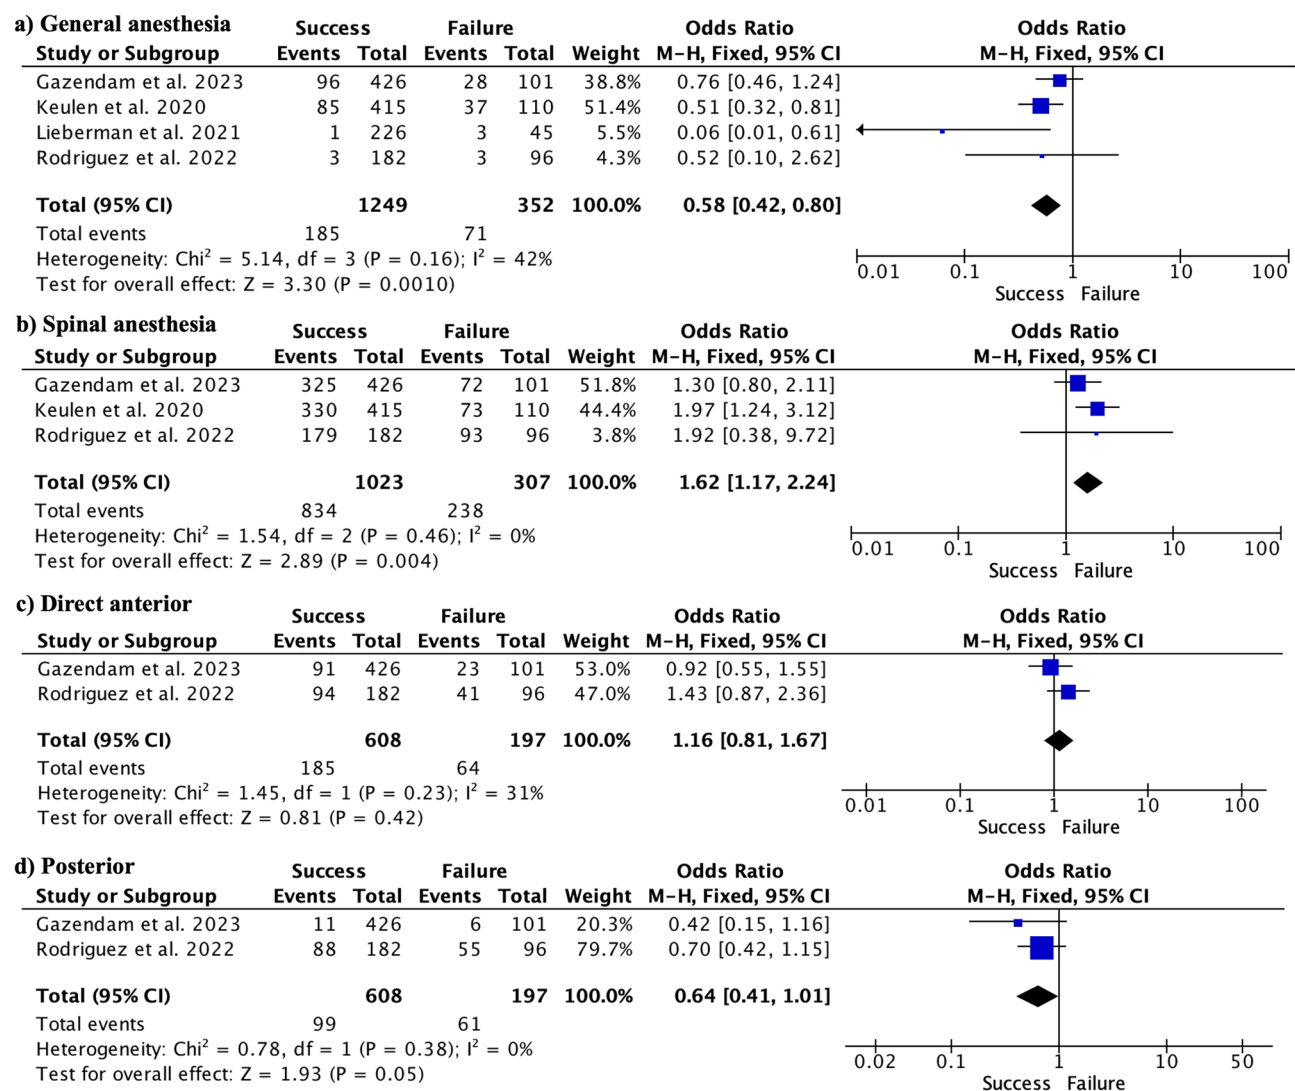 a) General anesthesia
Success Failure Odds Ratio Odds Ratio
Study or Subgroup Events Total Events Total Weight M-H, Fixed, 95% CI M-H, Fixed, 95% CI
Gazendam et al. 2023 96 426 28 101 38.8% 0.76 [0.46, 1.24]
Keulen et al. 2020 85 415 37 110 51.4% 0.51 [0.32, 0.81]
Lieberman et al. 2021 1 226 3 45 5.5% 0.06 [0.01, 0.61]
Rodriguez et al. 2022 3 182 3 96 4.3% 0.52 [0.10, 2.62]
Total (95% CI) 1249 352 100.0% 0.58 [0.42, 0.80]
Total events 185 71
Heterogeneity: Chi² = 5.14, df = 3 (P = 0.16); I² = 42%
Test for overall effect: Z = 3.30 (P = 0.0010)
0.01 0.1 1 10 100
Success Failure
b) Spinal anesthesia
Success Failure Odds Ratio Odds Ratio
Study or Subgroup Events Total Events Total Weight M-H, Fixed, 95% CI M-H, Fixed, 95% CI
Gazendam et al. 2023 325 426 72 101 51.8% 1.30 [0.80, 2.11]
Keulen et al. 2020 330 415 73 110 44.4% 1.97 [1.24, 3.12]
Rodriguez et al. 2022 179 182 93 96 3.8% 1.92 [0.38, 9.72]
Total (95% CI) 1023 307 100.0% 1.62 [1.17, 2.24]
Total events 834 238
Heterogeneity: Chi² = 1.54, df = 2 (P = 0.46); I² = 0%
Test for overall effect: Z = 2.89 (P = 0.004)
0.01 0.1 1 10 100
Success Failure
c) Direct anterior
Success Failure Odds Ratio Odds Ratio
Study or Subgroup Events Total Events Total Weight M-H, Fixed, 95% CI M-H, Fixed, 95% CI
Gazendam et al. 2023 91 426 23 101 53.0% 0.92 [0.55, 1.55]
Rodriguez et al. 2022 94 182 41 96 47.0% 1.43 [0.87, 2.36]
Total (95% CI) 608 197 100.0% 1.16 [0.81, 1.67]
Total events 185 64
Heterogeneity: Chi² = 1.45, df = 1 (P = 0.23); I² = 31%
Test for overall effect: Z = 0.81 (P = 0.42)
0.01 0.1 1 10 100
Success Failure
d) Posterior
Success Failure Odds Ratio Odds Ratio
Study or Subgroup Events Total Events Total Weight M-H, Fixed, 95% CI M-H, Fixed, 95% CI
Gazendam et al. 2023 11 426 6 101 20.3% 0.42 [0.15, 1.16]
Rodriguez et al. 2022 88 182 55 96 79.7% 0.70 [0.42, 1.15]
Total (95% CI) 608 197 100.0% 0.64 [0.41, 1.01]
Total events 99 61
Heterogeneity: Chi² = 0.78, df = 1 (P = 0.38); I² = 0%
Test for overall effect: Z = 1.93 (P = 0.05)
0.02 0.1 1 10 50
Success Failure